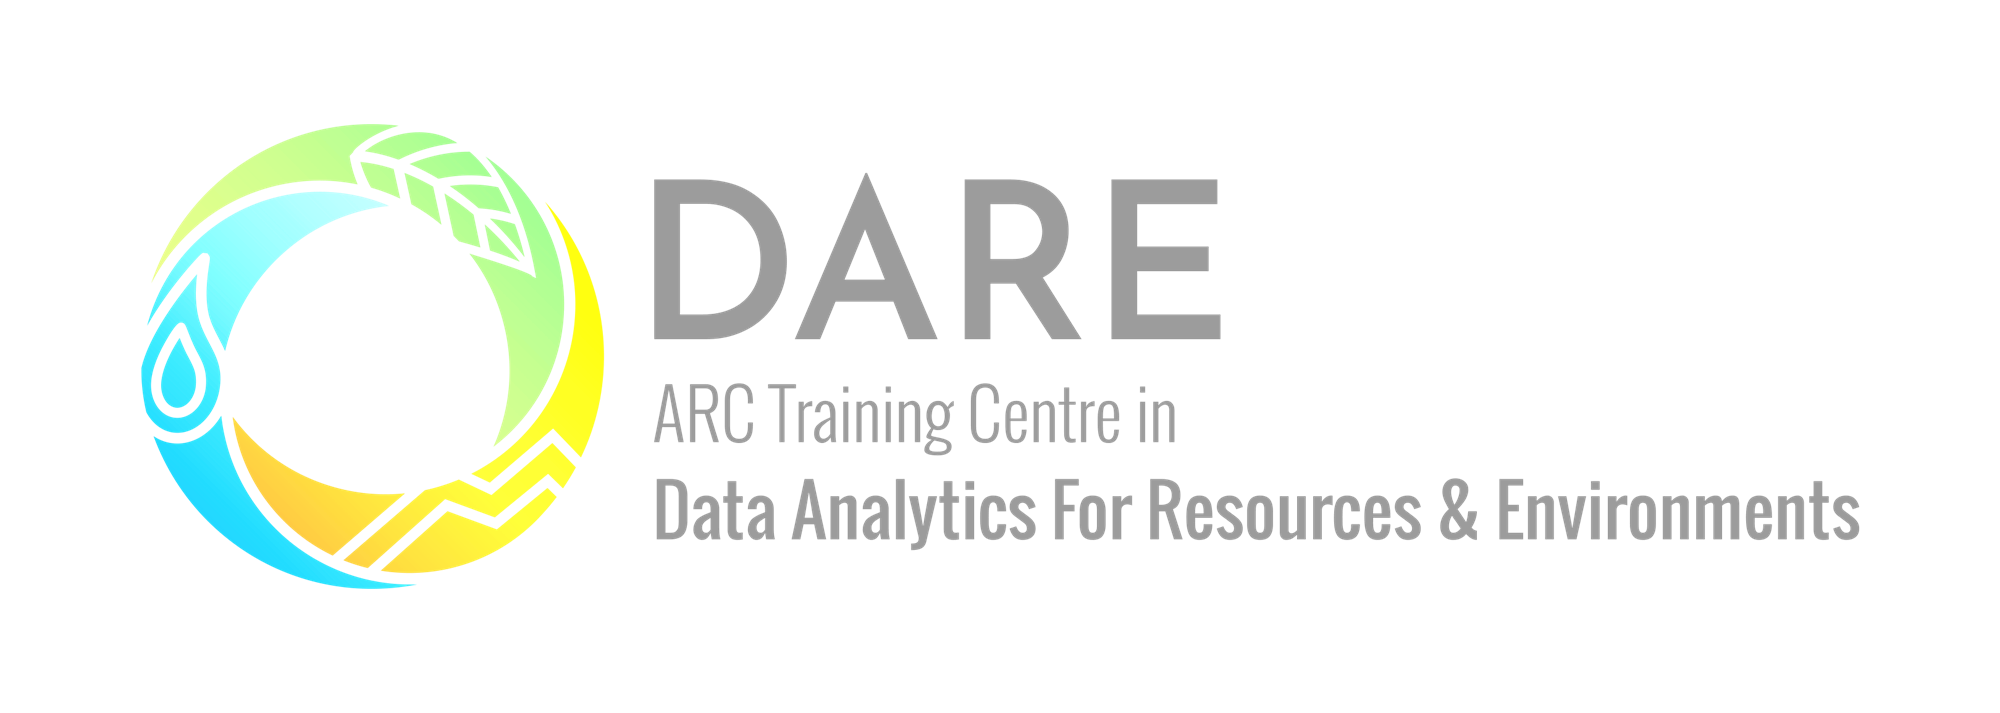 DARE
ARC Training Centre in
Data Analytics For Resources & Environments